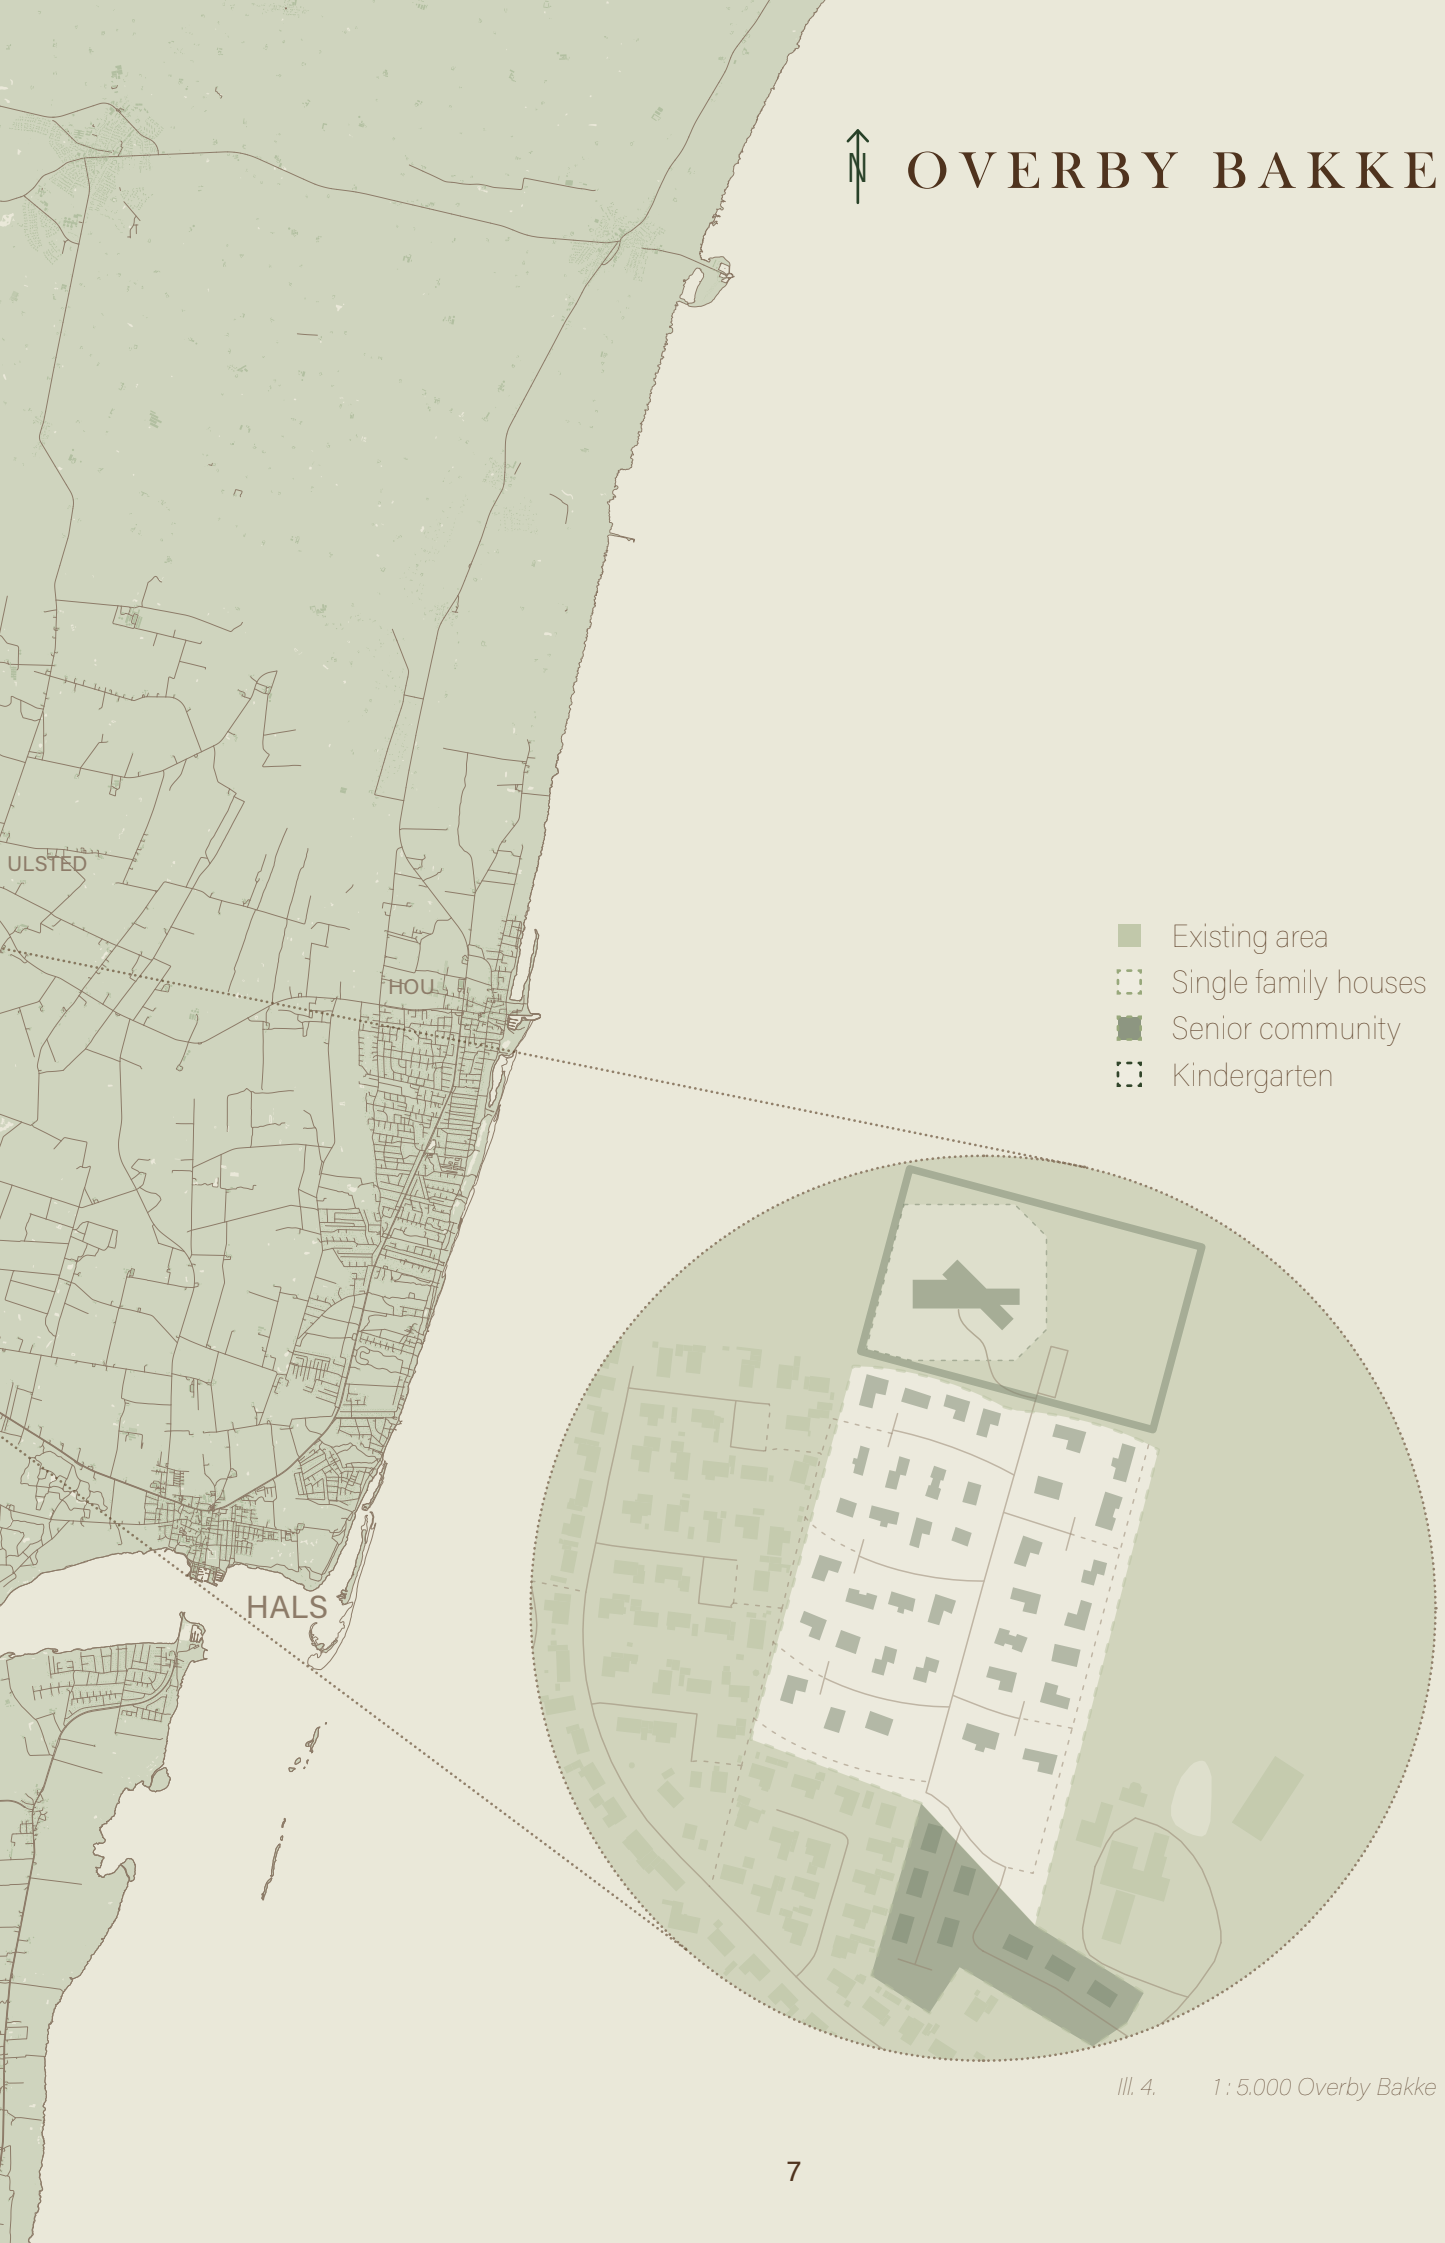 N
OVERBY BAKKE
ULSTED
HOU
Existing area
Single family houses
Senior community
Kindergarten
HALS
Ill. 4. 1 : 5.000 Overby Bakke
7